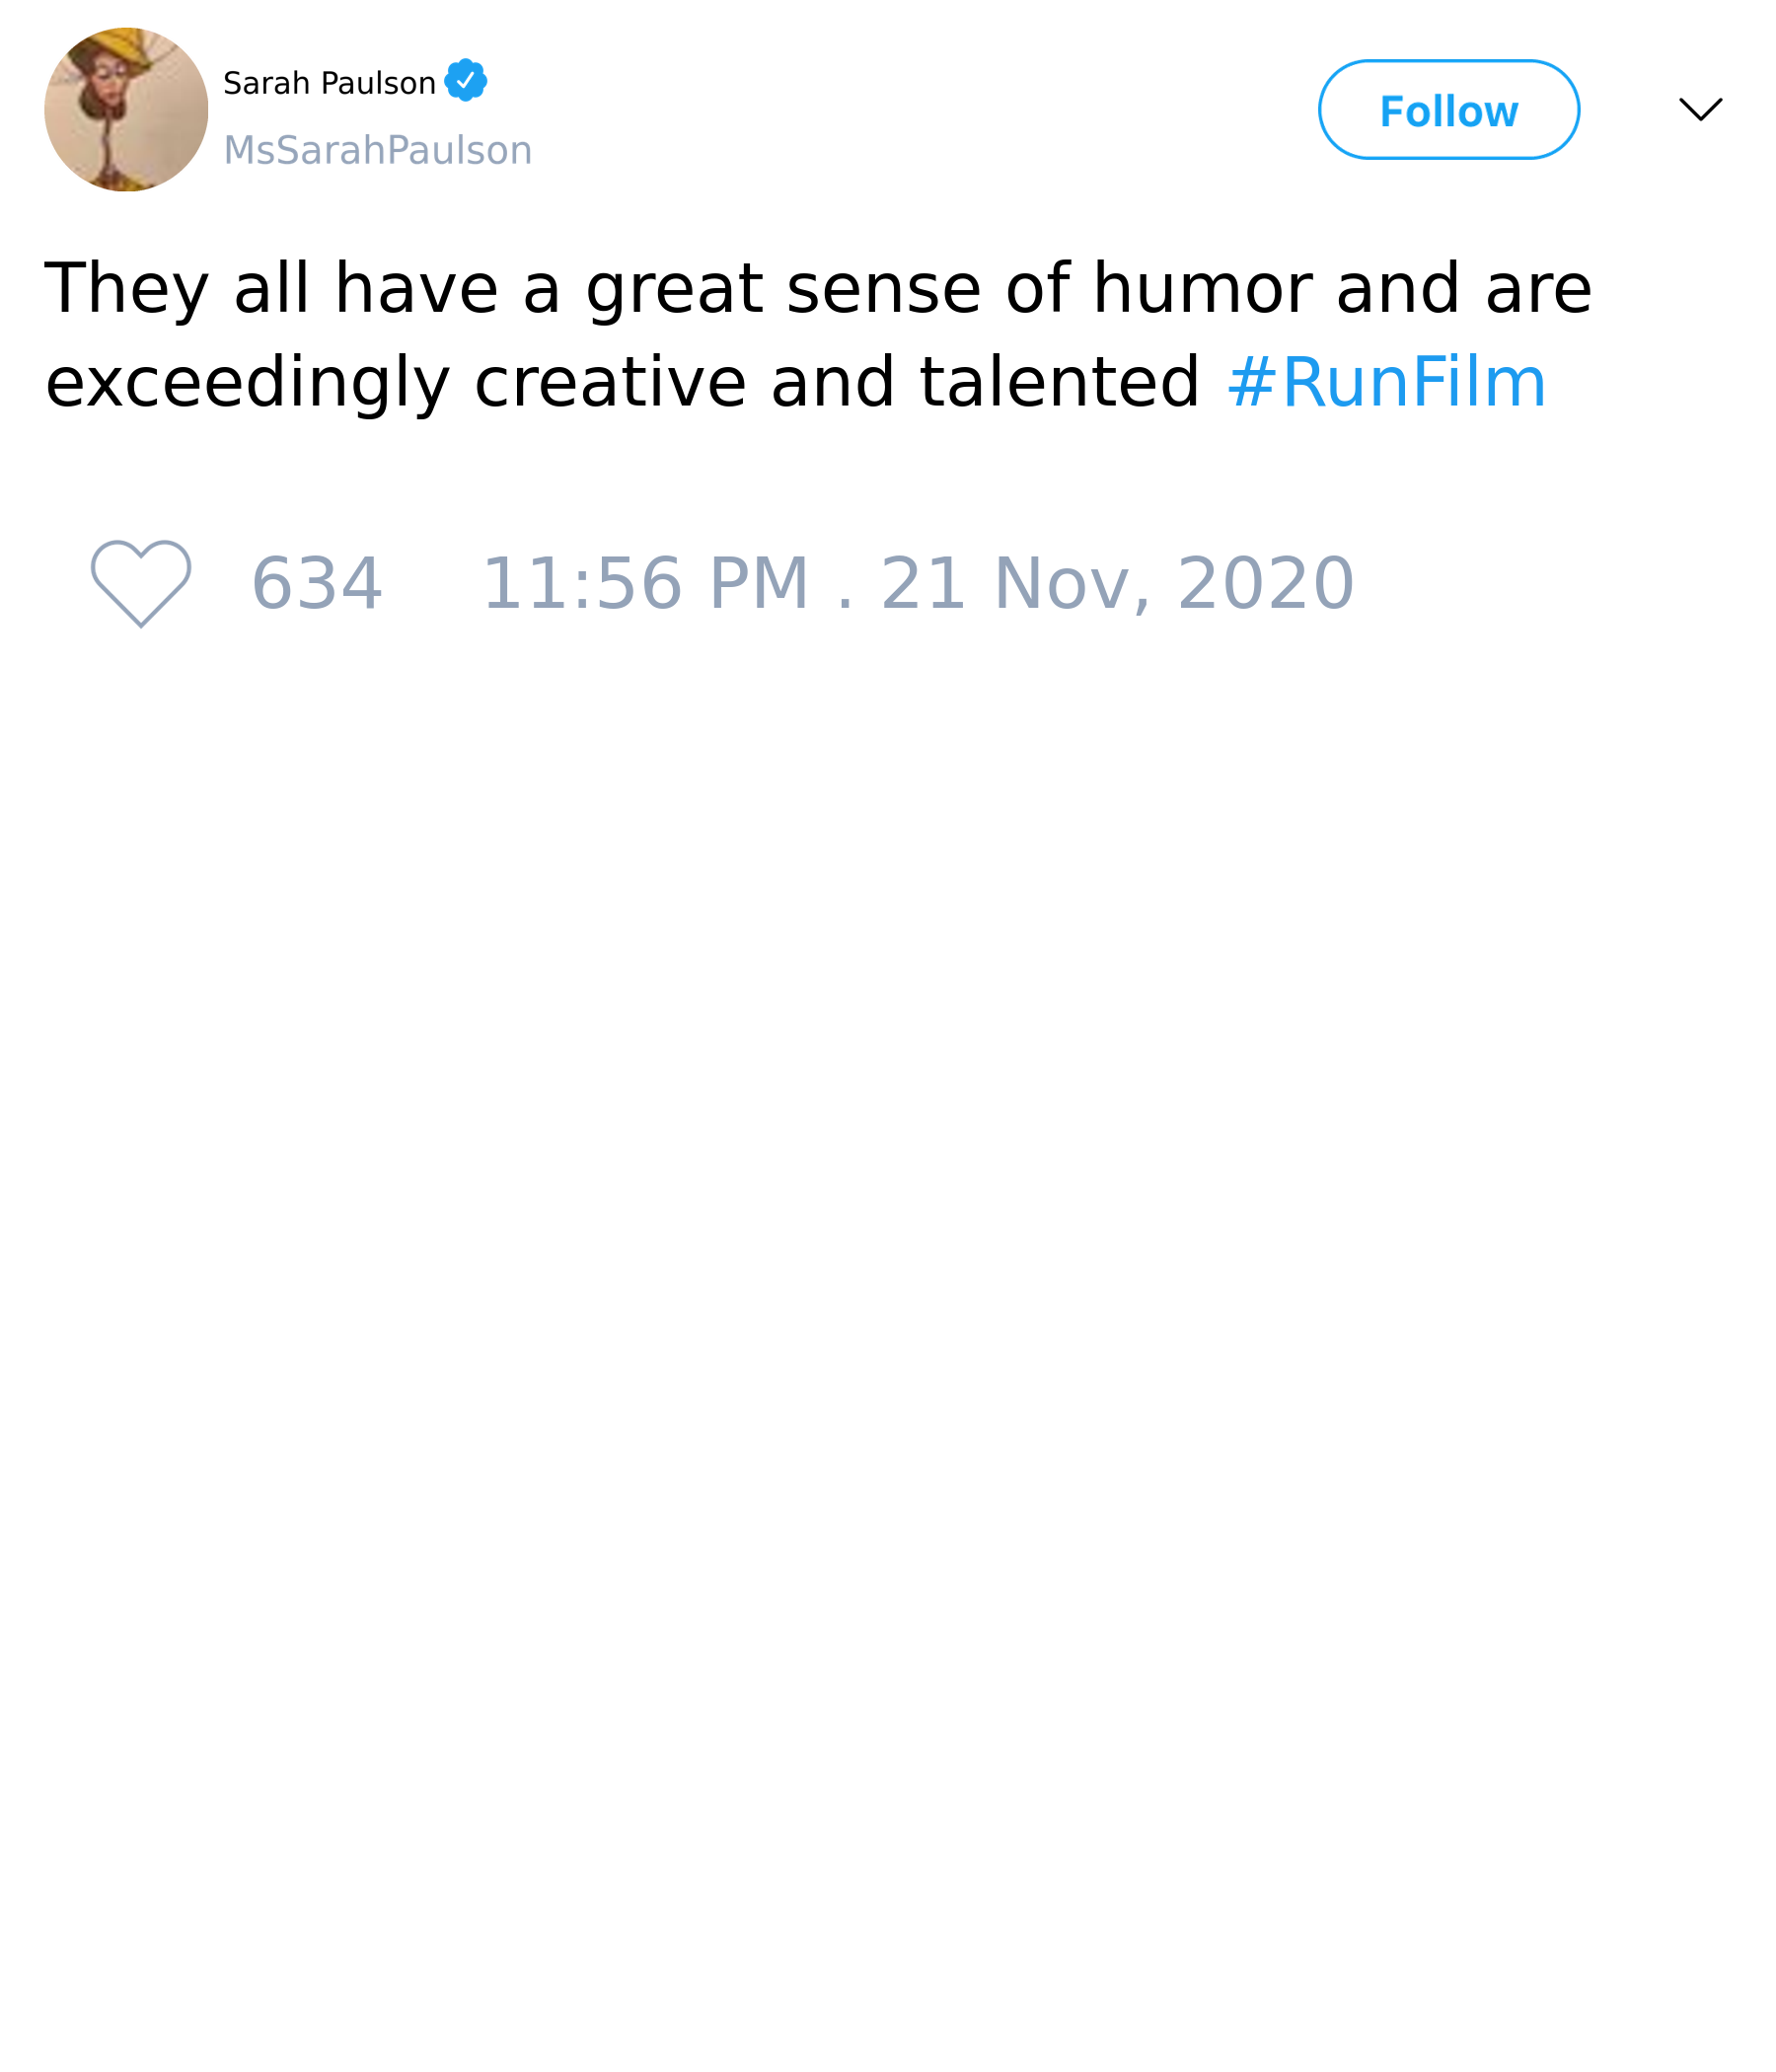 Sarah Paulson
MsSarahPaulson
Follow
They all have a great sense of humor and are
exceedingly creative and talented #RunFilm
634 11:56 PM . 21 Nov, 2020